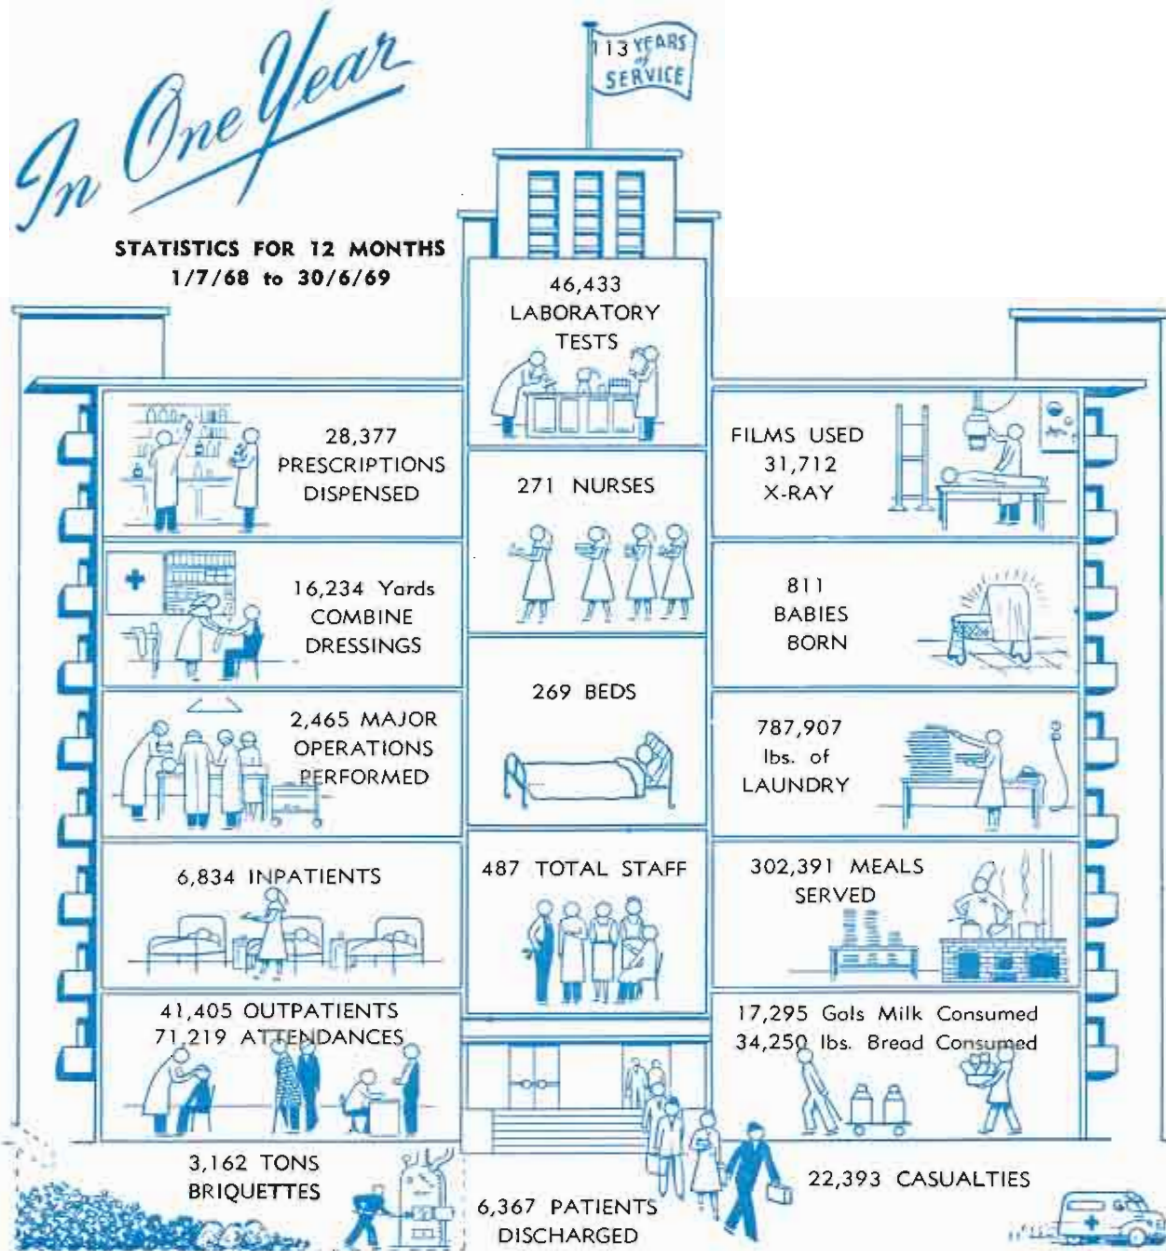 In One Year
113 YEARS
of
SERVICE
STATISTICS FOR 12 MONTHS
1/7/68 to 30/6/69
46,433
LABORATORY
TESTS
28,377
PRESCRIPTIONS
DISPENSED
271 NURSES
FILMS USED
31,712
X-RAY
16,234 Yards
COMBINE
DRESSINGS
811
BABIES
BORN
2,465 MAJOR
OPERATIONS
PERFORMED
269 BEDS
787,907
lbs. of
LAUNDRY
6,834 INPATIENTS
487 TOTAL STAFF
302,391 MEALS
SERVED
41,405 OUTPATIENTS
71,219 ATTENDANCES
17,295 Gals Milk Consumed
34,250 lbs. Bread Consumed
3,162 TONS
BRIQUETTES
6,367 PATIENTS
DISCHARGED
22,393 CASUALTIES